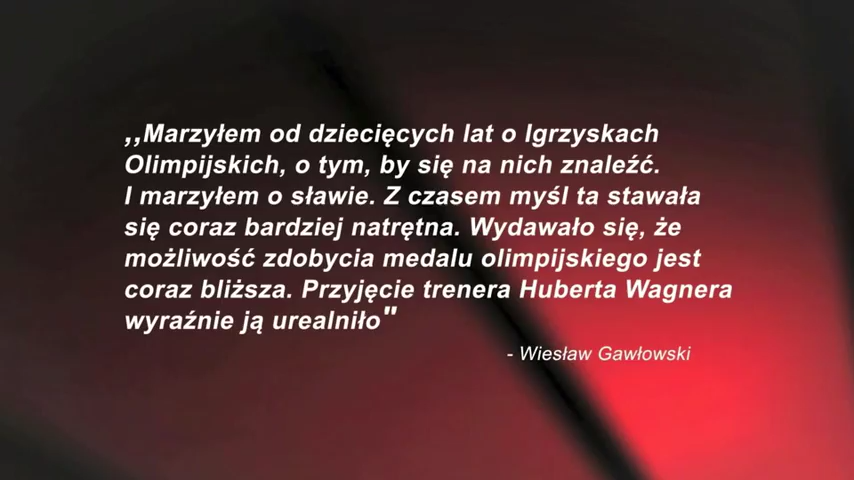 ,,Marzyłem od dziecięcych lat o Igrzyskach
Olimpijskich, o tym, by się na nich znaleźć.
I marzyłem o sławie. Z czasem myśl ta stawała
się coraz bardziej natrętna. Wydawało się, że
możliwość zdobycia medalu olimpijskiego jest
coraz bliższa. Przyjęcie trenera Huberta Wagnera
wyraźnie ją urealniło"
- Wiesław Gawłowski